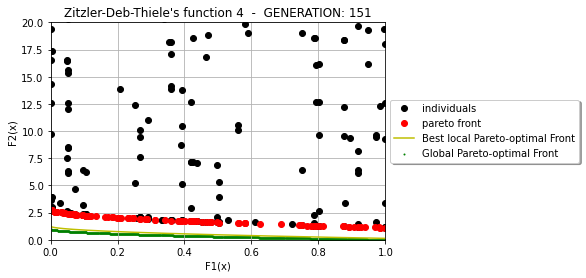 Zitzler-Deb-Thiele's function 4 - GENERATION: 151
20.0
17.5
15.0
12.5
10.0
7.5
5.0
2.5
0.0
F2(x)
0.0 0.2 0.4 0.6 0.8 1.0
F1(x)
individuals
pareto front
Best local Pareto-optimal Front
Global Pareto-optimal Front